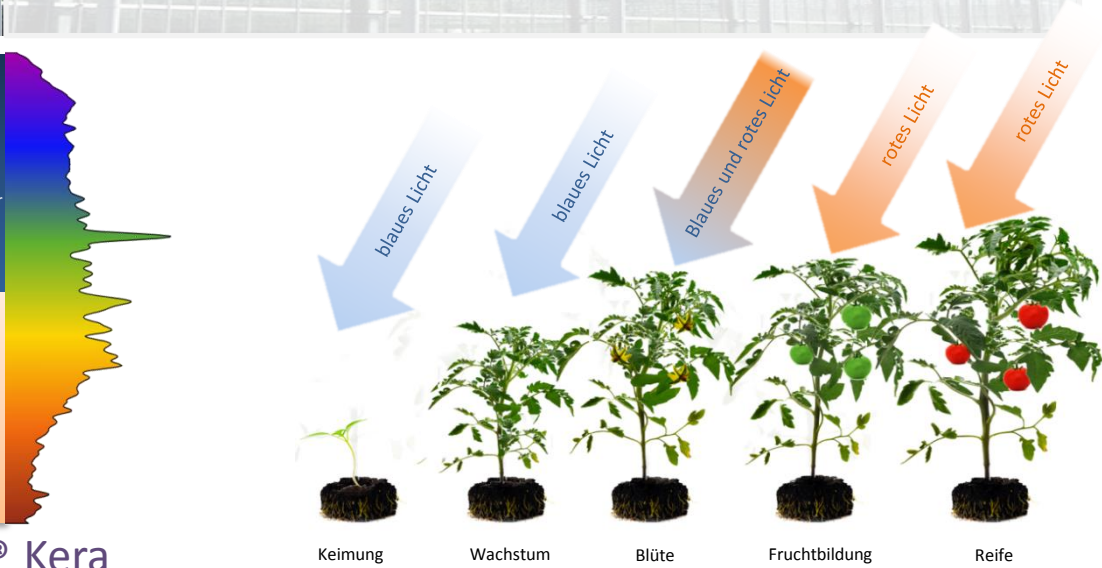 blaues Licht
blaues Licht
Blaues und rotes Licht
rotes Licht
rotes Licht
Keimung
Wachstum
Blüte
Fruchtbildung
Reife
® Kera